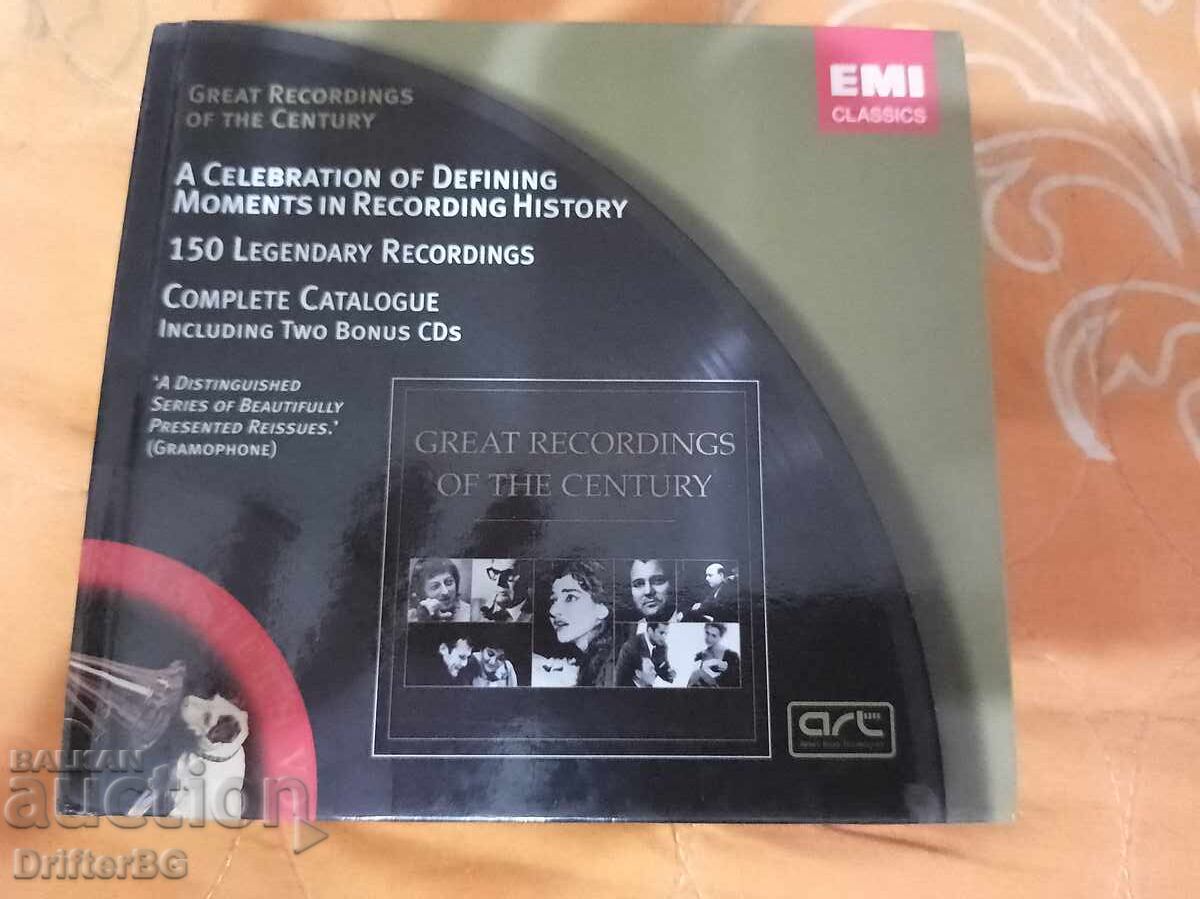 GREAT RECORDINGS
OF THE CENTURY
EMI
CLASSICS
A CELEBRATION OF DEFINING
MOMENTS IN RECORDING HISTORY
150 LEGENDARY RECORDINGS
COMPLETE CATALOGUE
INCLUDING TWO BONUS CDs
'A DISTINGUISHED
SERIES OF BEAUTIFULLY
PRESENTED REISSUES.'
(GRAMOPHONE)
GREAT RECORDINGS
OF THE CENTURY
art
BALKAN
auction
DrifterBG